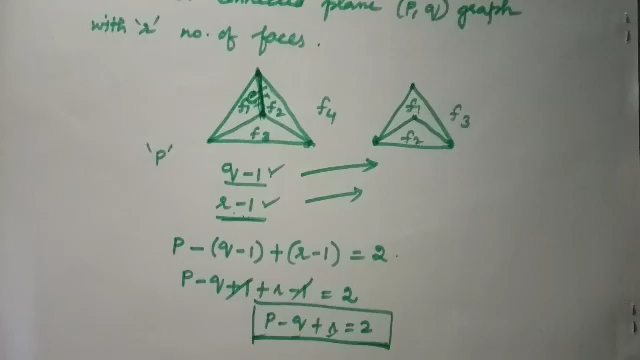 connected plane (p, q) graph
with 'r' no. of faces.
e
f1 f2 f4 f1 f3
f3 f2
'p'
q-1 ✓
r-1 ✓
P-(q-1)+(r-1) = 2.
P-q+1+r-1 = 2
P-q+r=2